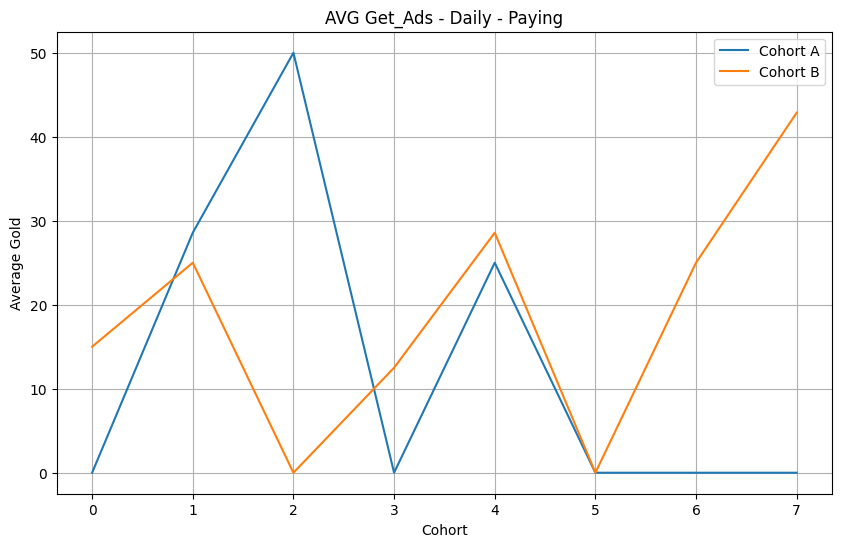 AVG Get_Ads - Daily - Paying
Cohort A
Cohort B
Average Gold
50
40
30
20
10
0
0 1 2 3 4 5 6 7
Cohort